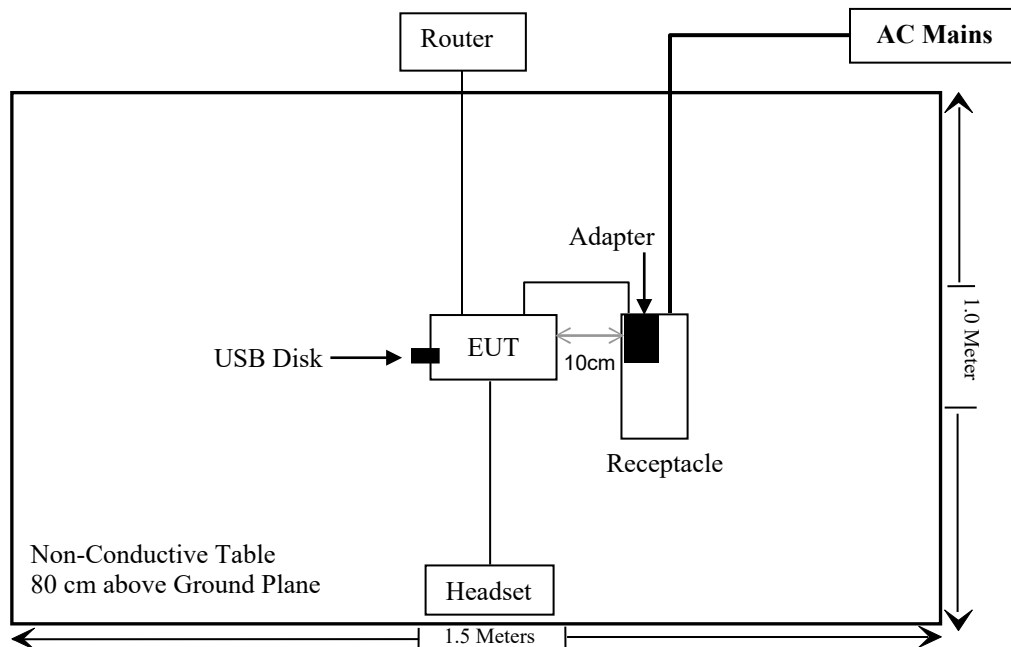 Router
AC Mains
Adapter
USB Disk
EUT
10cm
1.0 Meter
Receptacle
Non-Conductive Table
80 cm above Ground Plane
Headset
1.5 Meters